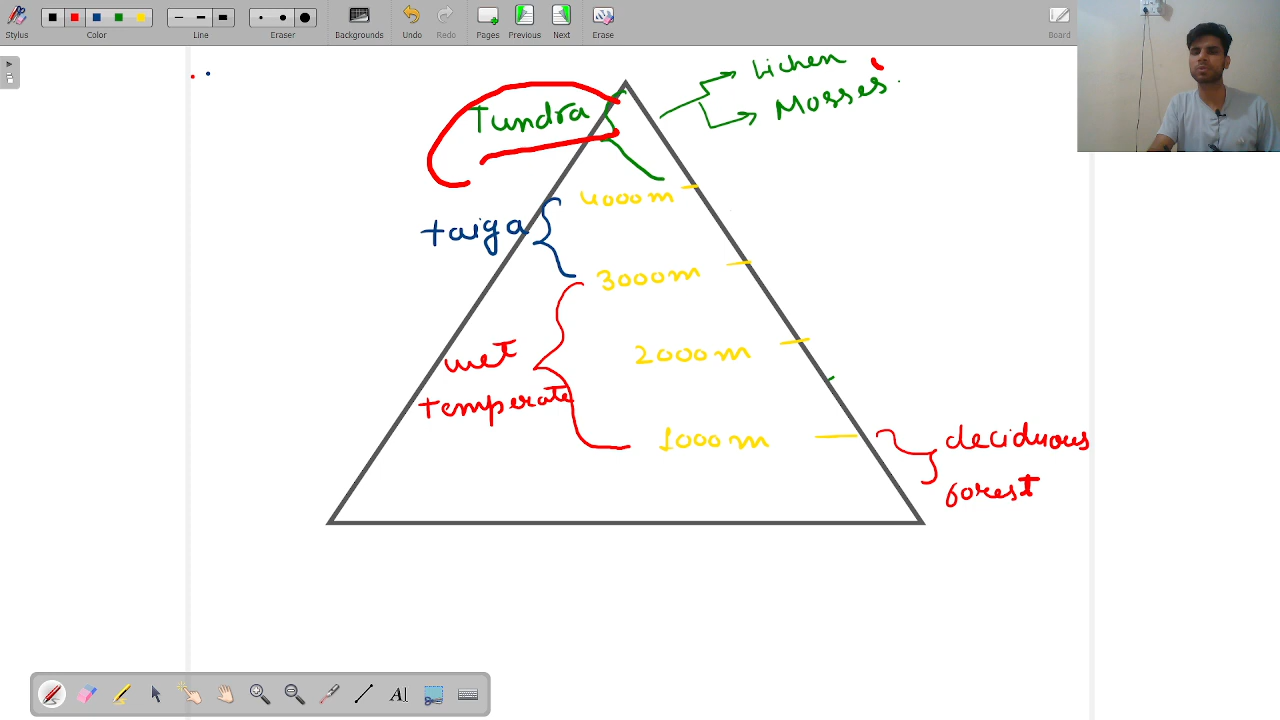 Stylus
Color
Line
Eraser
Backgrounds
Undo
Redo
Pages
Previous
Next
Erase
Board
Lichen
Mosses
Tundra
4000m
taiga
3000m
wet
temperate
2000m
1000m
deciduous
forest